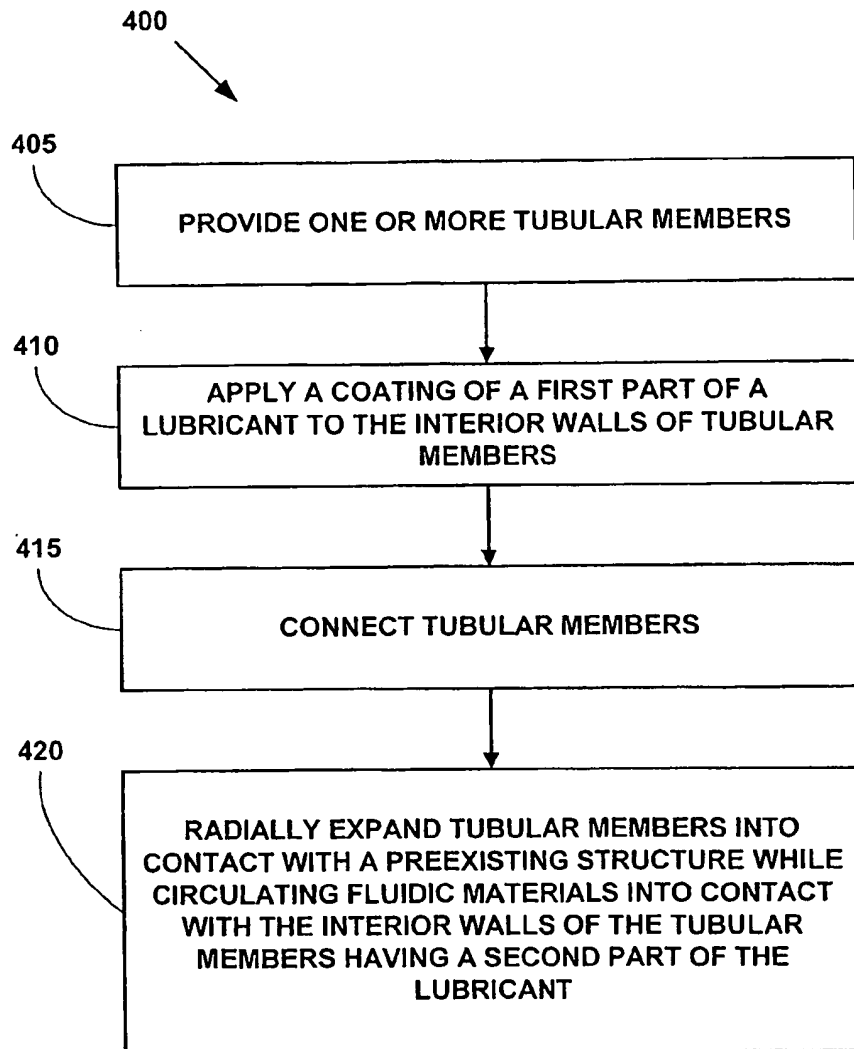 400
405
PROVIDE ONE OR MORE TUBULAR MEMBERS
410
APPLY A COATING OF A FIRST PART OF A
LUBRICANT TO THE INTERIOR WALLS OF TUBULAR
MEMBERS
415
CONNECT TUBULAR MEMBERS
420
RADIALLY EXPAND TUBULAR MEMBERS INTO
CONTACT WITH A PREEXISTING STRUCTURE WHILE
CIRCULATING FLUIDIC MATERIALS INTO CONTACT
WITH THE INTERIOR WALLS OF THE TUBULAR
MEMBERS HAVING A SECOND PART OF THE
LUBRICANT